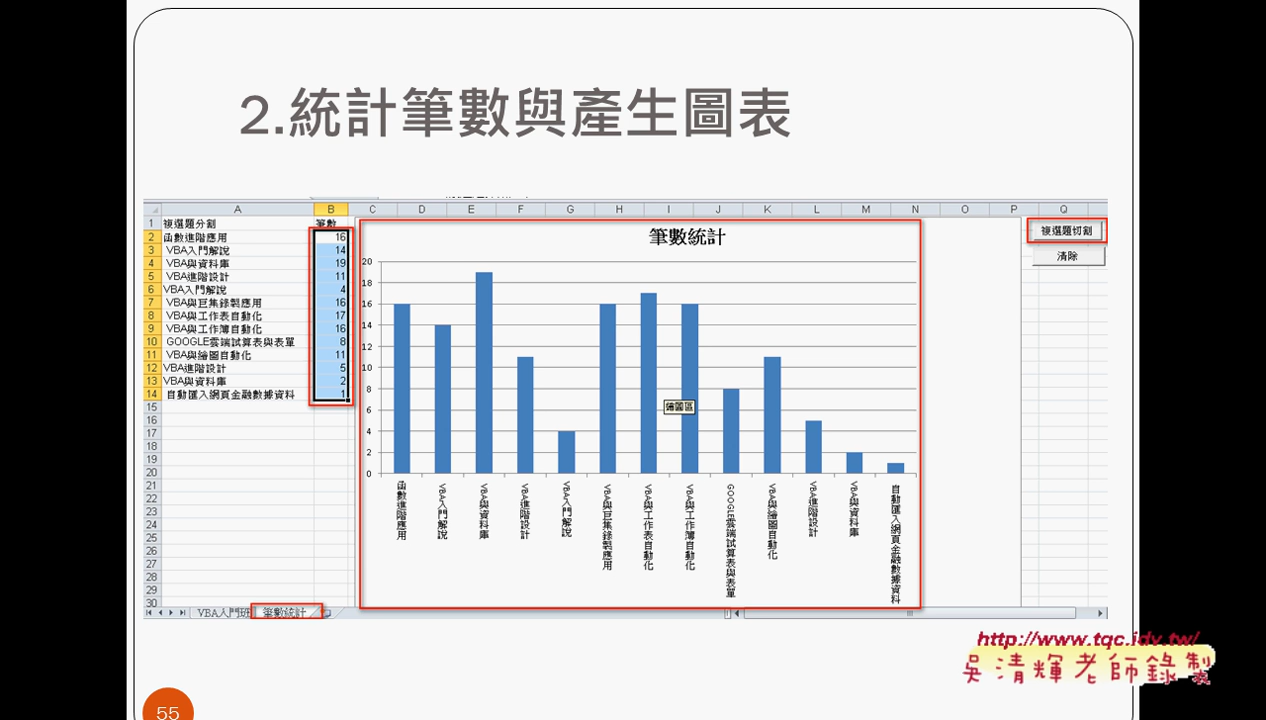 2.統計筆數與產生圖表
A B C D E F G H I J K L M N O P Q
1 複選題分割 筆數
2 函數進階應用 16
3 VBA入門解說 14
4 VBA與資料庫 19
5 VBA進階設計 11
6 VBA入門解說 4
7 VBA與巨集錄製應用 16
8 VBA與工作表自動化 17
9 VBA與工作簿自動化 16
10 GOOGLE雲端試算表與表單 8
11 VBA與繪圖自動化 11
12 VBA進階設計 5
13 VBA與資料庫 2
14 自動匯入網頁金融數據資料 1
15
16
17
18
19
20
21
22
23
24
25
26
27
28
29
30
筆數統計
20
18
16
14
12
10
8
6
4
2
0
繪圖區
函數進階應用
VBA入門解說
VBA與資料庫
VBA進階設計
VBA入門解說
VBA與巨集錄製應用
VBA與工作表自動化
VBA與工作簿自動化
GOOGLE雲端試算表與表單
VBA與繪圖自動化
VBA進階設計
VBA與資料庫
自動匯入網頁金融數據資料
複選題切割
清除
VBA入門班 筆數統計
http://www.tqc.idv.tw/
吳清輝老師錄製
55